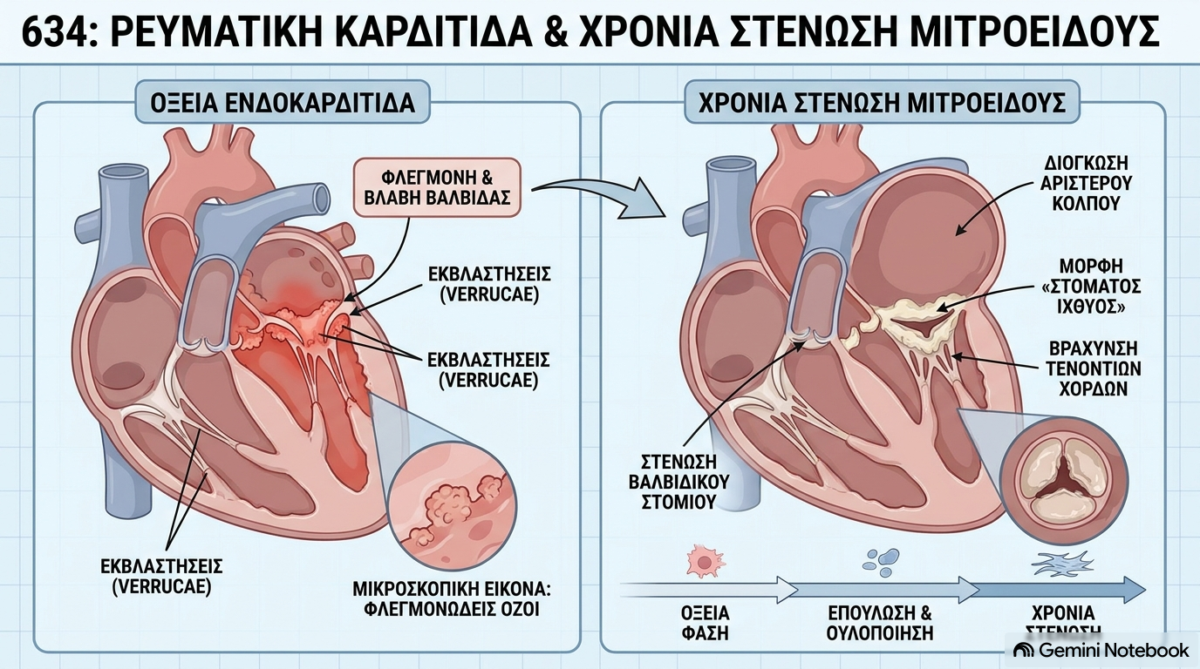 634: ΡΕΥΜΑΤΙΚΗ ΚΑΡΔΙΤΙΔΑ & ΧΡΟΝΙΑ ΣΤΕΝΩΣΗ ΜΙΤΡΟΕΙΔΟΥΣ
ΟΞΕΙΑ ΕΝΔΟΚΑΡΔΙΤΙΔΑ
ΦΛΕΓΜΟΝΗ &
ΒΛΑΒΗ ΒΑΛΒΙΔΑΣ
ΕΚΒΛΑΣΤΗΣΕΙΣ
(VERRUCAE)
ΕΚΒΛΑΣΤΗΣΕΙΣ
(VERRUCAE)
ΕΚΒΛΑΣΤΗΣΕΙΣ
(VERRUCAE)
ΜΙΚΡΟΣΚΟΠΙΚΗ ΕΙΚΟΝΑ:
ΦΛΕΓΜΟΝΩΔΕΙΣ ΟΖΟΙ
ΧΡΟΝΙΑ ΣΤΕΝΩΣΗ ΜΙΤΡΟΕΙΔΟΥΣ
ΔΙΟΓΚΩΣΗ
ΑΡΙΣΤΕΡΟΥ
ΚΟΛΠΟΥ
ΜΟΡΦΗ
«ΣΤΟΜΑΤΟΣ
ΙΧΘΥΟΣ»
ΒΡΑΧΥΝΣΗ
ΤΕΝΟΝΤΙΩΝ
ΧΟΡΔΩΝ
ΣΤΕΝΩΣΗ
ΒΑΛΒΙΔΙΚΟΥ
ΣΤΟΜΙΟΥ
ΟΞΕΙΑ
ΦΑΣΗ
ΕΠΟΥΛΩΣΗ &
ΟΥΛΟΠΟΙΗΣΗ
ΧΡΟΝΙΑ
ΣΤΕΝΩΣΗ
Gemini Notebook